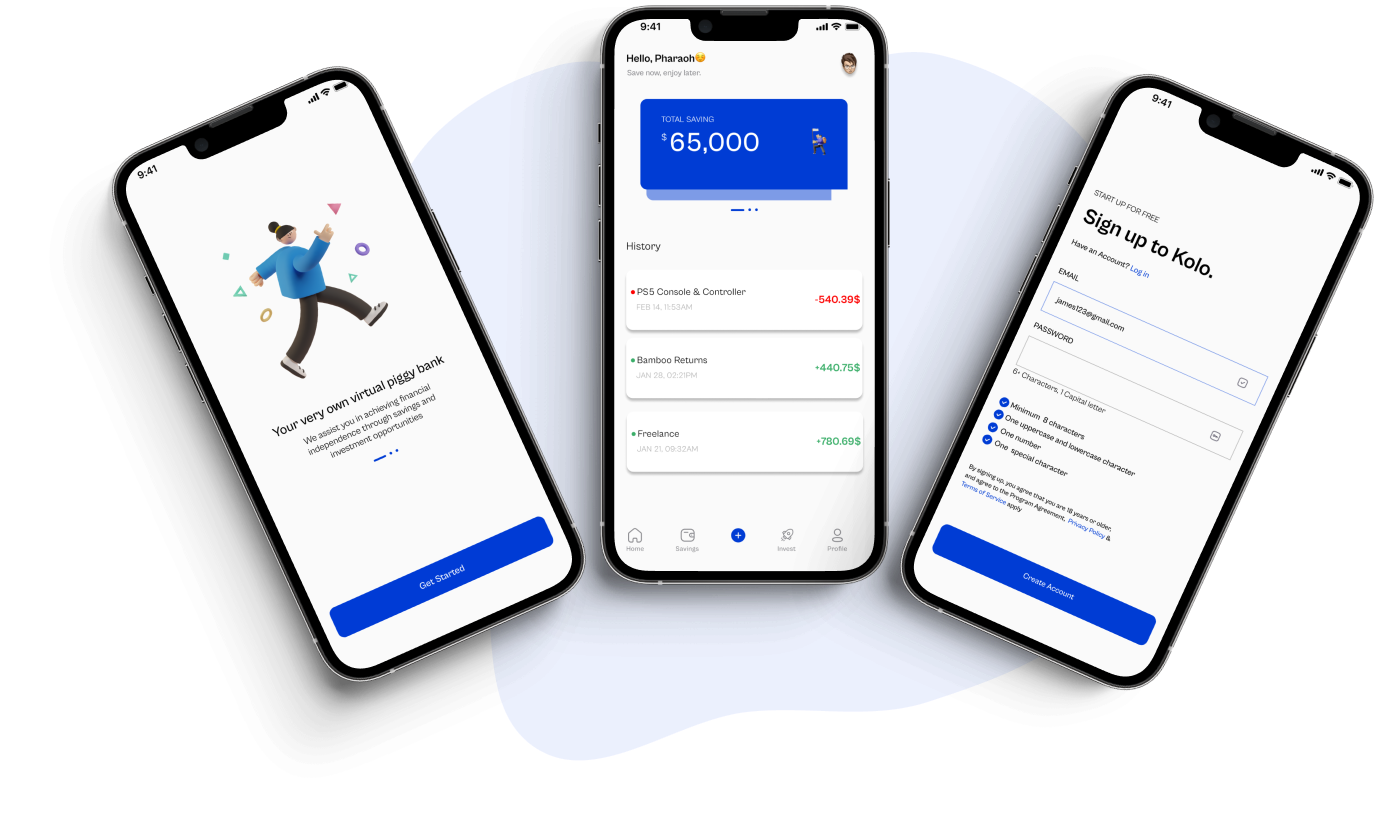 9:41
Your very own virtual piggy bank
We assist you in achieving financial
independence through savings and
investment opportunities
Get Started
9:41
Hello, Pharaoh😚
Save now, enjoy later.
TOTAL SAVING
$ 65,000
History
PS5 Console & Controller
FEB 14, 11:53AM
-540.39$
Bamboo Returns
JAN 28, 02:21PM
+440.75$
Freelance
JAN 21, 09:32AM
+780.69$
Home Savings Invest Profile
9:41
START UP FOR FREE
Sign up to Kolo.
Have an Account? Log in
EMAIL
james123@gmail.com
PASSWORD
6+ Characters, 1 Capital letter
Minimum 8 characters
One uppercase and lowercase character
One number
One special character
By signing up, you agree that you are 18 years or older,
and agree to the Program Agreement, Privacy Policy &
Terms of Service apply
Create Account